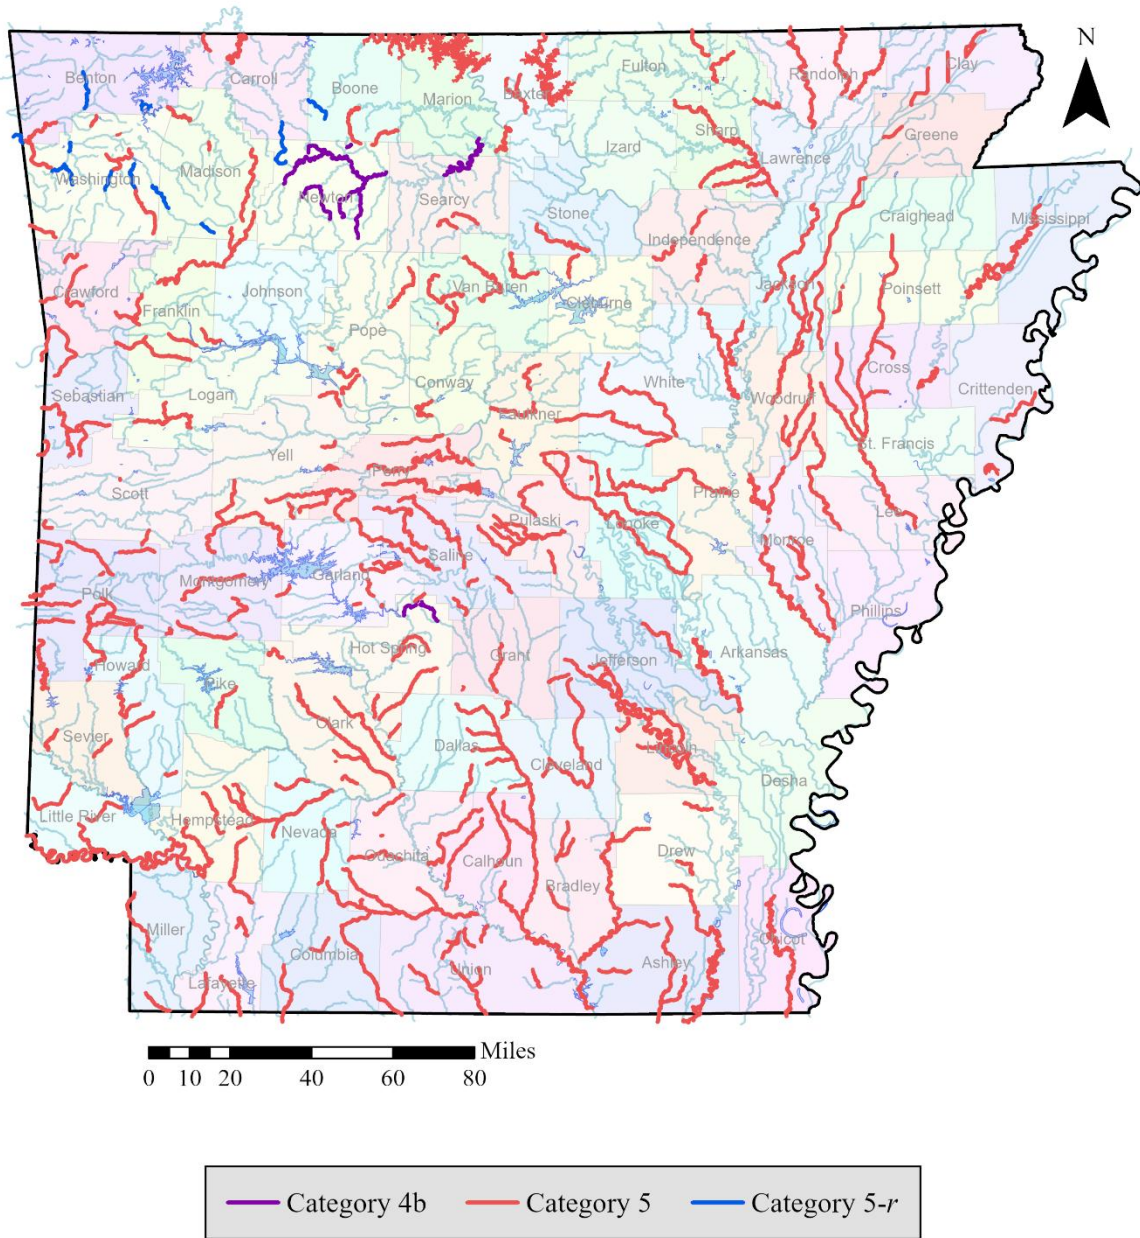 N
Benton
Carroll
Boone
Marion
Baxter
Fulton
Randolph
Clay
Izard
Sharp
Lawrence
Greene
Washington
Madison
Newton
Searcy
Stone
Independence
Craighead
Mississippi
Crawford
Franklin
Johnson
Pope
Van Buren
Cleburne
Jackson
Poinsett
Sebastian
Logan
Conway
White
Woodruff
Cross
Crittenden
Faulkner
St. Francis
Yell
Perry
Scott
Pulaski
Lonoke
Prairie
Lee
Monroe
Saline
Garland
Montgomery
Polk
Phillips
Hot Spring
Grant
Jefferson
Arkansas
Howard
Pike
Sevier
Clark
Dallas
Cleveland
Lincoln
Desha
Little River
Hempstead
Nevada
Ouachita
Calhoun
Bradley
Drew
Miller
Lafayette
Columbia
Union
Ashley
Chicot
Miles
0 10 20 40 60 80
Category 4b Category 5 Category 5-r